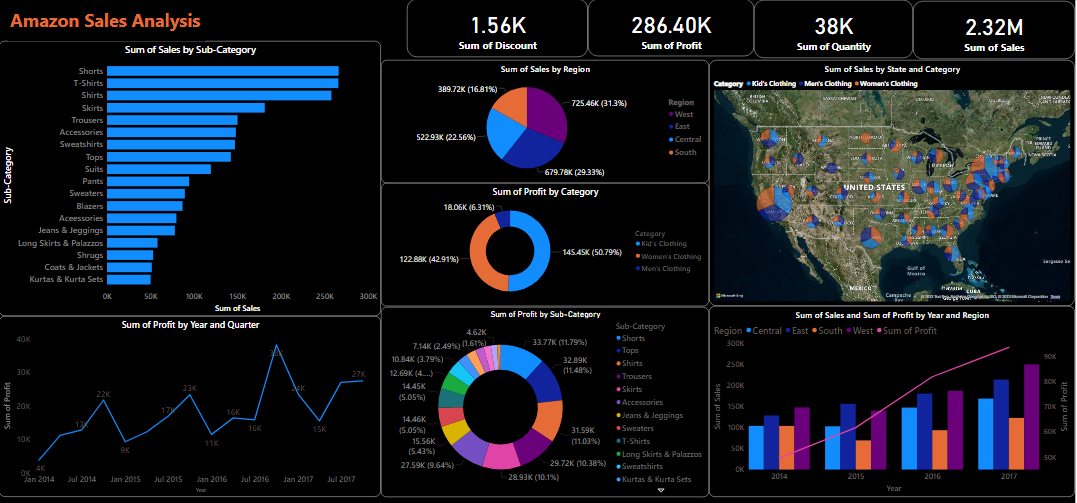 Amazon Sales Analysis
1.56K
Sum of Discount
286.40K
Sum of Profit
38K
Sum of Quantity
2.32M
Sum of Sales
Sum of Sales by Sub-Category
Sub-Category
Shorts
T-Shirts
Shirts
Skirts
Trousers
Accessories
Sweatshirts
Tops
Suits
Pants
Sweaters
Blazers
Acessories
Jeans & Jeggings
Long Skirts & Palazzos
Shrugs
Coats & Jackets
Kurtas & Kurta Sets
0K 50K 100K 150K 200K 250K 300K
Sum of Sales
Sum of Sales by Region
389.72K (16.81%)
725.46K (31.3%)
522.93K (22.56%)
679.78K (29.33%)
Region
West
East
Central
South
Sum of Profit by Category
18.06K (6.31%)
122.88K (42.91%)
145.45K (50.79%)
Category
Kid's Clothing
Women's Clothing
Men's Clothing
Sum of Sales by State and Category
Category Kid's Clothing Men's Clothing Women's Clothing
SASKATCHEWAN
ONTARIO
QUEBEC
PRINCE
EDWARD
ISLAND
NOVA SCOTIA
UNITED STATES
MEXICO
Gulf of
Mexico
CUBA
Campeche
Sargasso Se
Microsoft Bing
Sum of Profit by Year and Quarter
Sum of Profit
40K
30K
20K
10K
0K
4K
13K
22K
9K
17K
23K
11K
16K
16K
38K
24K
15K
27K
Jan 2014 Jul 2014 Jan 2015 Jul 2015 Jan 2016 Jul 2016 Jan 2017 Jul 2017
Year
Sum of Profit by Sub-Category
4.62K
(1.61%)
7.14K (2.49%)
10.84K (3.79%)
12.69K (4....)
14.45K
(5.05%)
14.46K
(5.05%)
15.56K
(5.43%)
27.59K (9.64%)
28.93K (10.1%)
29.72K (10.38%)
31.59K
(11.03%)
32.89K
(11.48%)
33.77K (11.79%)
Sub-Category
Shorts
Tops
Shirts
Trousers
Skirts
Accessories
Jeans & Jeggings
Sweaters
T-Shirts
Long Skirts & Palazzos
Sweatshirts
Kurtas & Kurta Sets
Sum of Sales and Sum of Profit by Year and Region
Region Central East South West Sum of Profit
Sum of Sales
300K
250K
200K
150K
100K
50K
0K
90K
80K
70K
60K
50K
Sum of Profit
2014 2015 2016 2017
Year